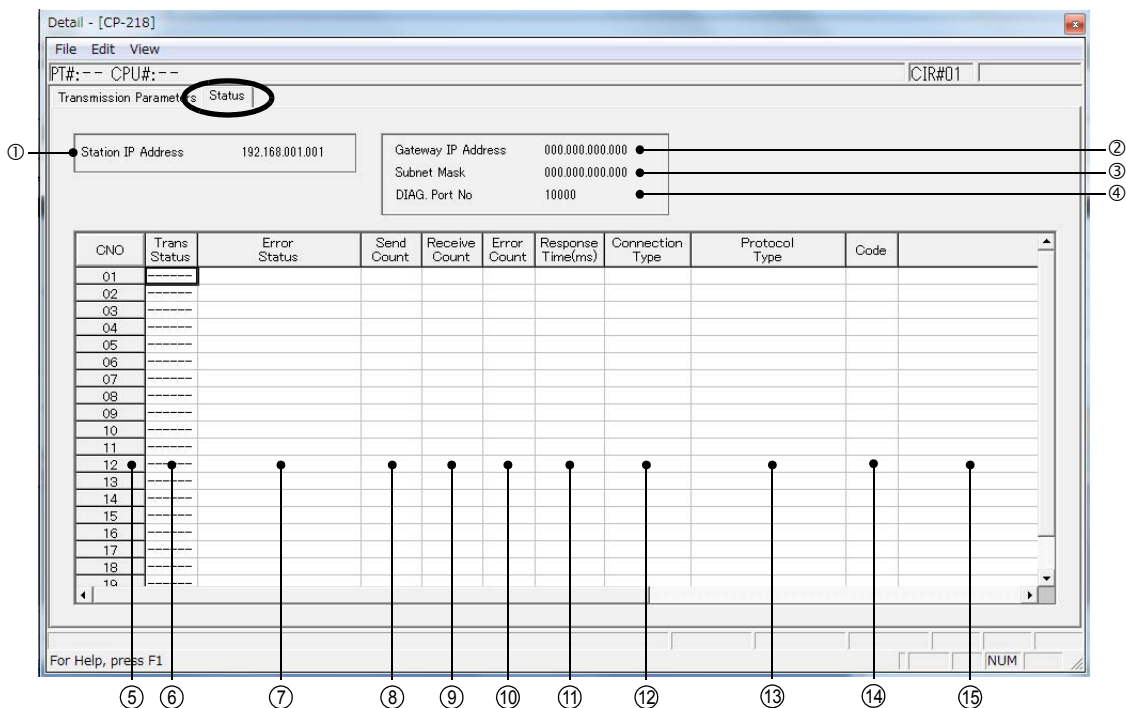 Detail - [CP-218]
File Edit View
PT#:-- CPU#:-- CIR#01
Transmission Parameters Status
① Station IP Address 192.168.001.001 Gateway IP Address 000.000.000.000 ②
Subnet Mask 000.000.000.000 ③
DIAG. Port No 10000 ④
CNO Trans Status Error Status Send Count Receive Count Error Count Response Time(ms) Connection Type Protocol Type Code
01 ------
02 ------
03 ------
04 ------
05 ------
06 ------
07 ------
08 ------
09 ------
10 ------
11 ------
12 ------
13 ------
14 ------
15 ------
16 ------
17 ------
18 ------
19 ------
For Help, press F1 NUM
⑤ ⑥ ⑦ ⑧ ⑨ ⑩ ⑪ ⑫ ⑬ ⑭ ⑮